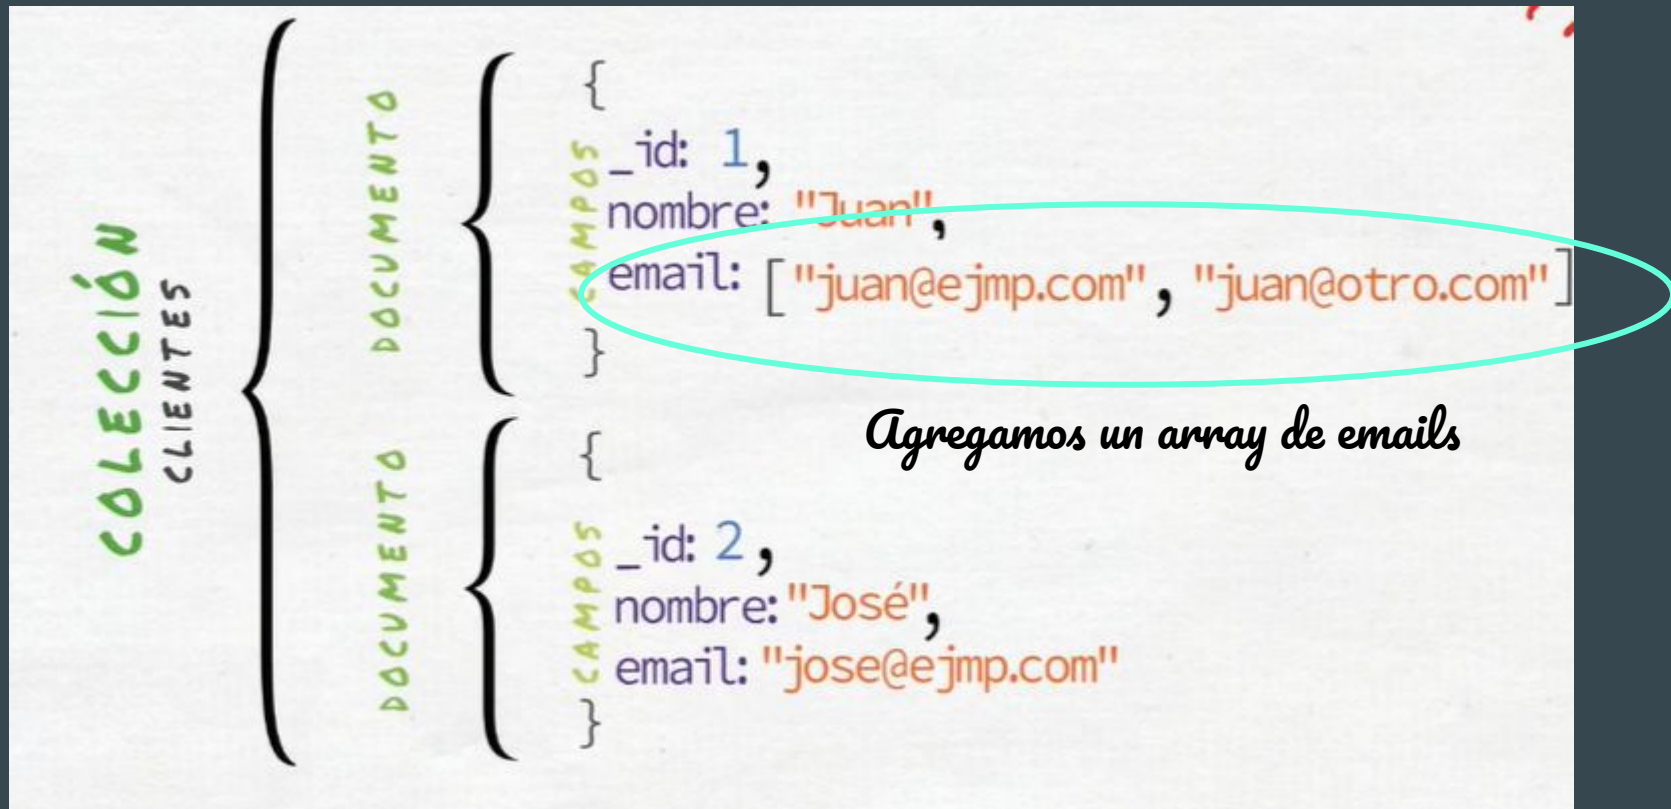 COLECCIÓN
CLIENTES
DOCUMENTO
CAMPOS
{
_id: 1,
nombre: "Juan",
email: ["juan@ejmp.com", "juan@otro.com"]
}
Agregamos un array de emails
DOCUMENTO
CAMPOS
{
_id: 2,
nombre: "José",
email: "jose@ejmp.com"
}